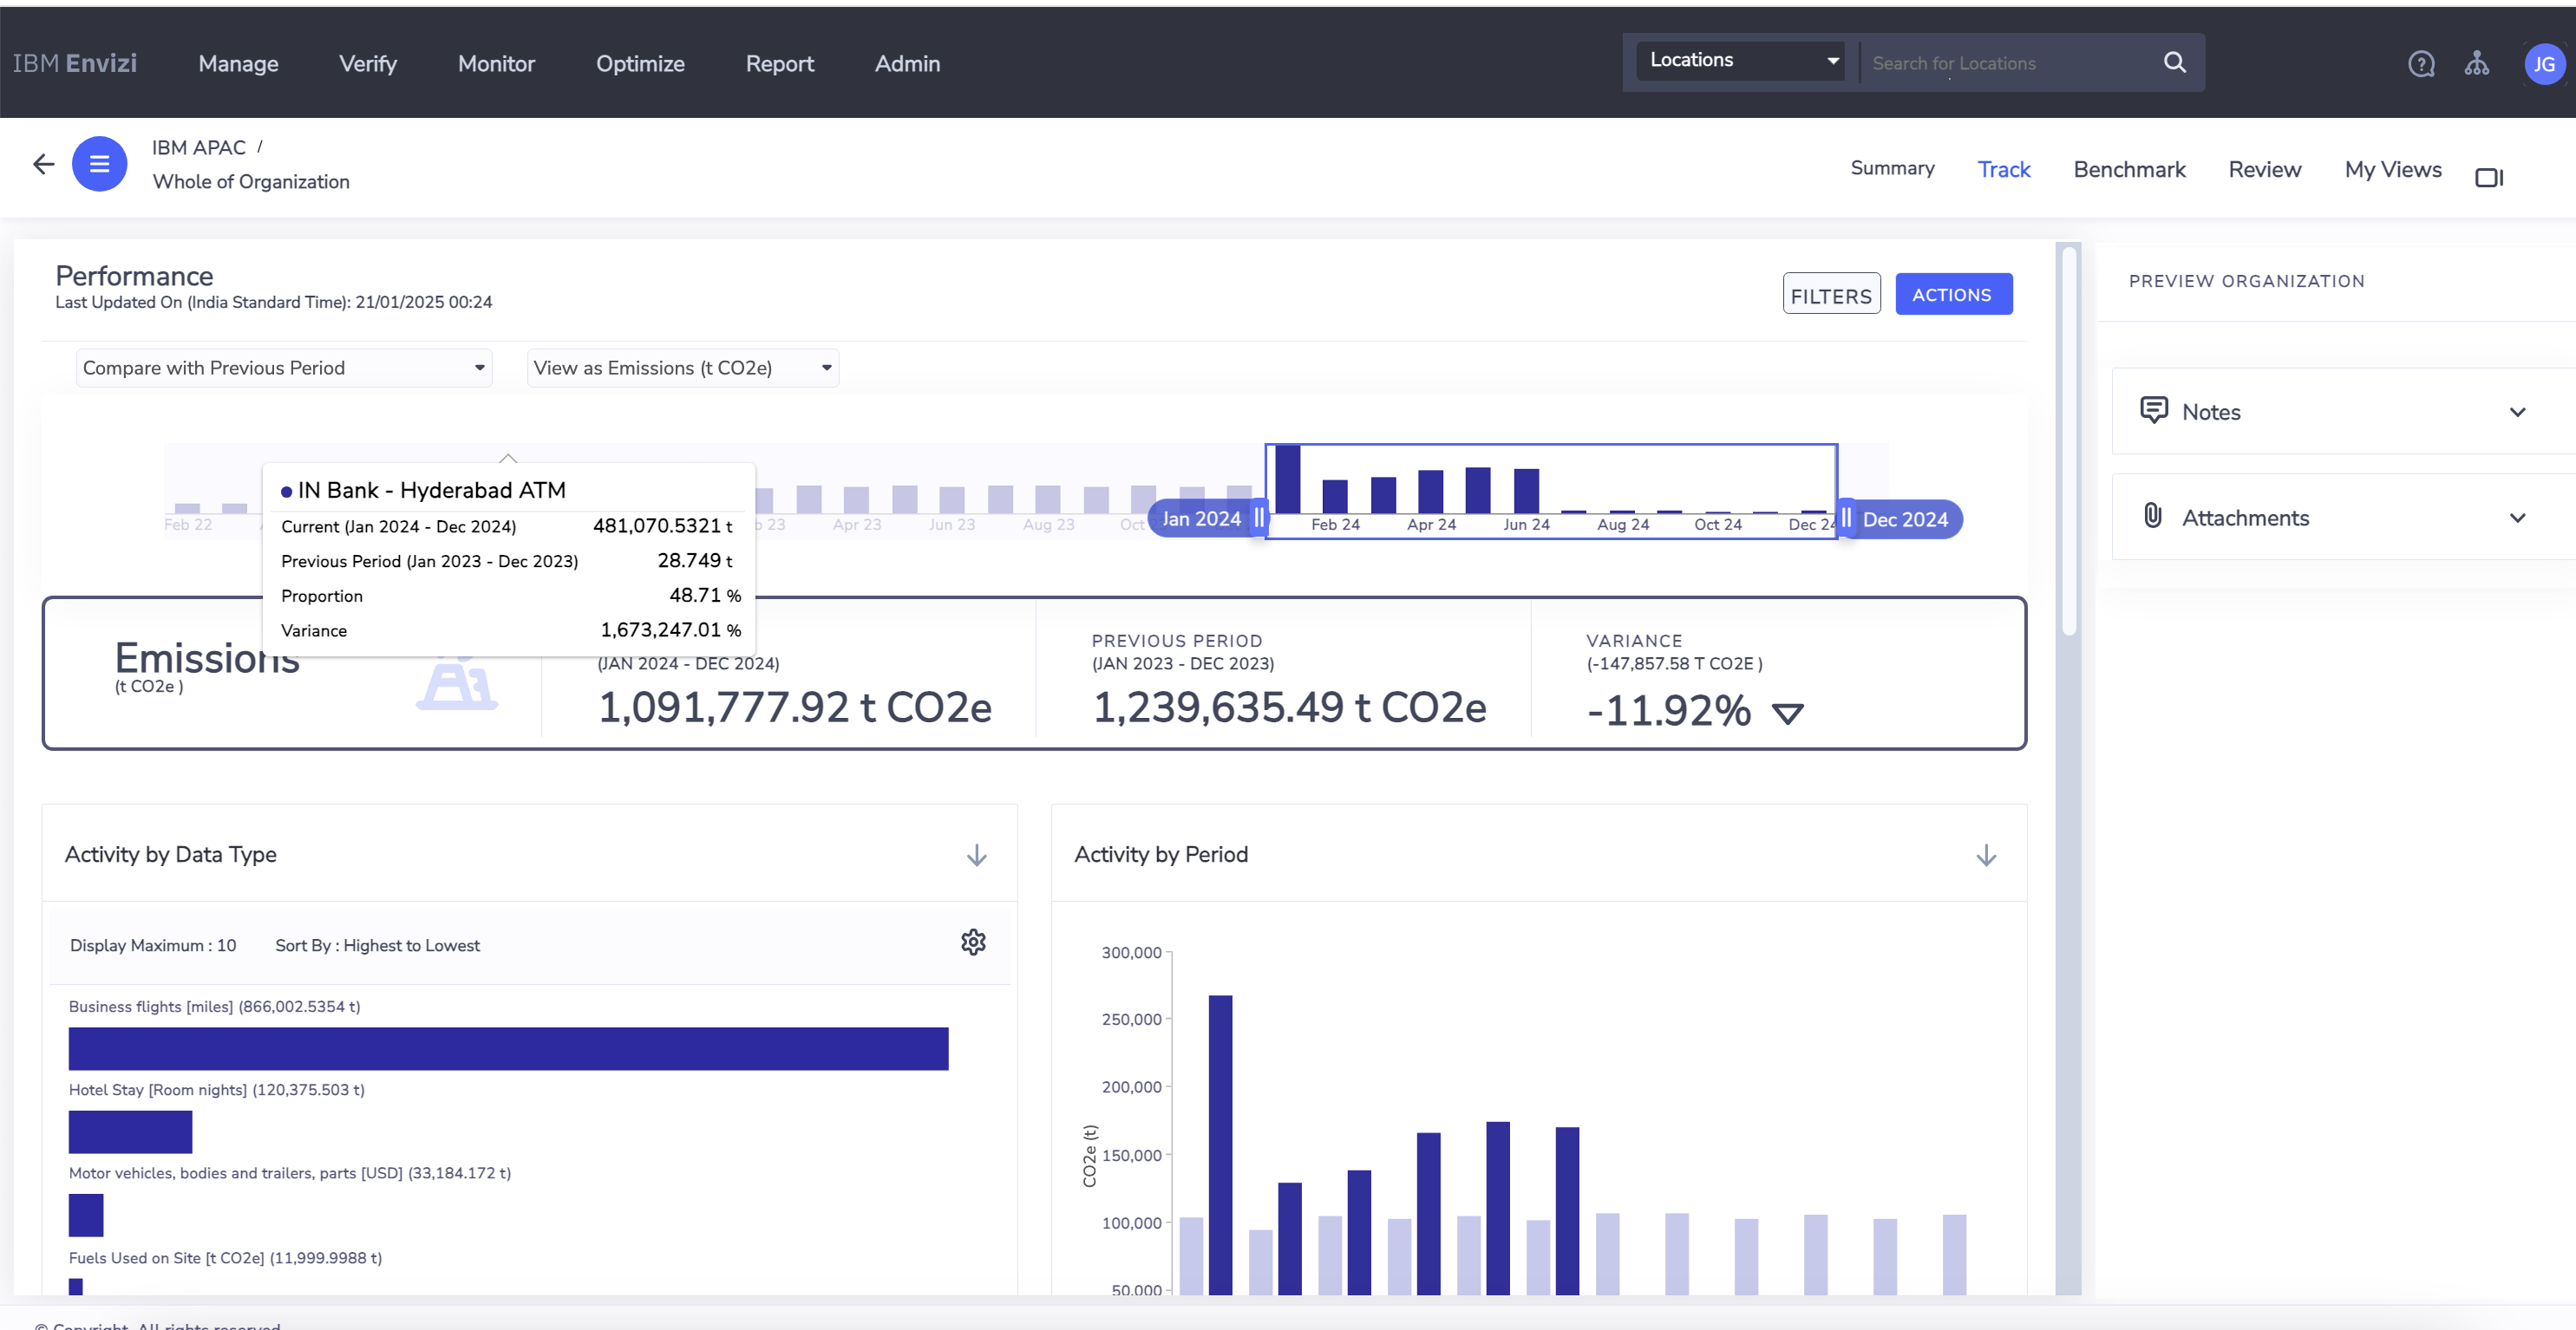 IBM Envizi
Manage
Verify
Monitor
Optimize
Report
Admin
Locations
Search for Locations
JG
IBM APAC /
Whole of Organization
Summary
Track
Benchmark
Review
My Views
Performance
Last Updated On (India Standard Time): 21/01/2025 00:24
FILTERS
ACTIONS
Compare with Previous Period
View as Emissions (t CO2e)
Feb 22
Apr 23
Jun 23
Aug 23
Oct
Jan 2024
Feb 24
Apr 24
Jun 24
Aug 24
Oct 24
Dec 24
Dec 2024
IN Bank - Hyderabad ATM
Current (Jan 2024 - Dec 2024) 481,070.5321 t
Previous Period (Jan 2023 - Dec 2023) 28.749 t
Proportion 48.71 %
Variance 1,673,247.01 %
Emissions
(t CO2e )
(JAN 2024 - DEC 2024)
1,091,777.92 t CO2e
PREVIOUS PERIOD
(JAN 2023 - DEC 2023)
1,239,635.49 t CO2e
VARIANCE
(-147,857.58 T CO2E )
-11.92%
Activity by Data Type
Display Maximum : 10
Sort By : Highest to Lowest
Business flights [miles] (866,002.5354 t)
Hotel Stay [Room nights] (120,375.503 t)
Motor vehicles, bodies and trailers, parts [USD] (33,184.172 t)
Fuels Used on Site [t CO2e] (11,999.9988 t)
Activity by Period
300,000
250,000
200,000
150,000
100,000
50,000
CO2e (t)
PREVIEW ORGANIZATION
Notes
Attachments
© Copyright. All rights reserved